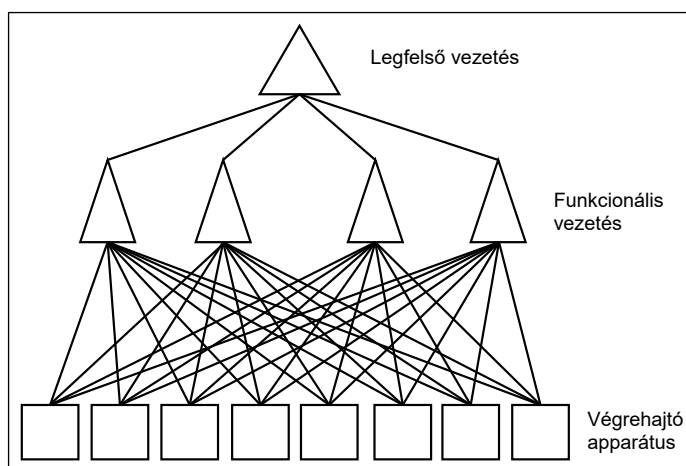 Legfelső vezetés
Funkcionális
vezetés
Végrehajtó
apparátus